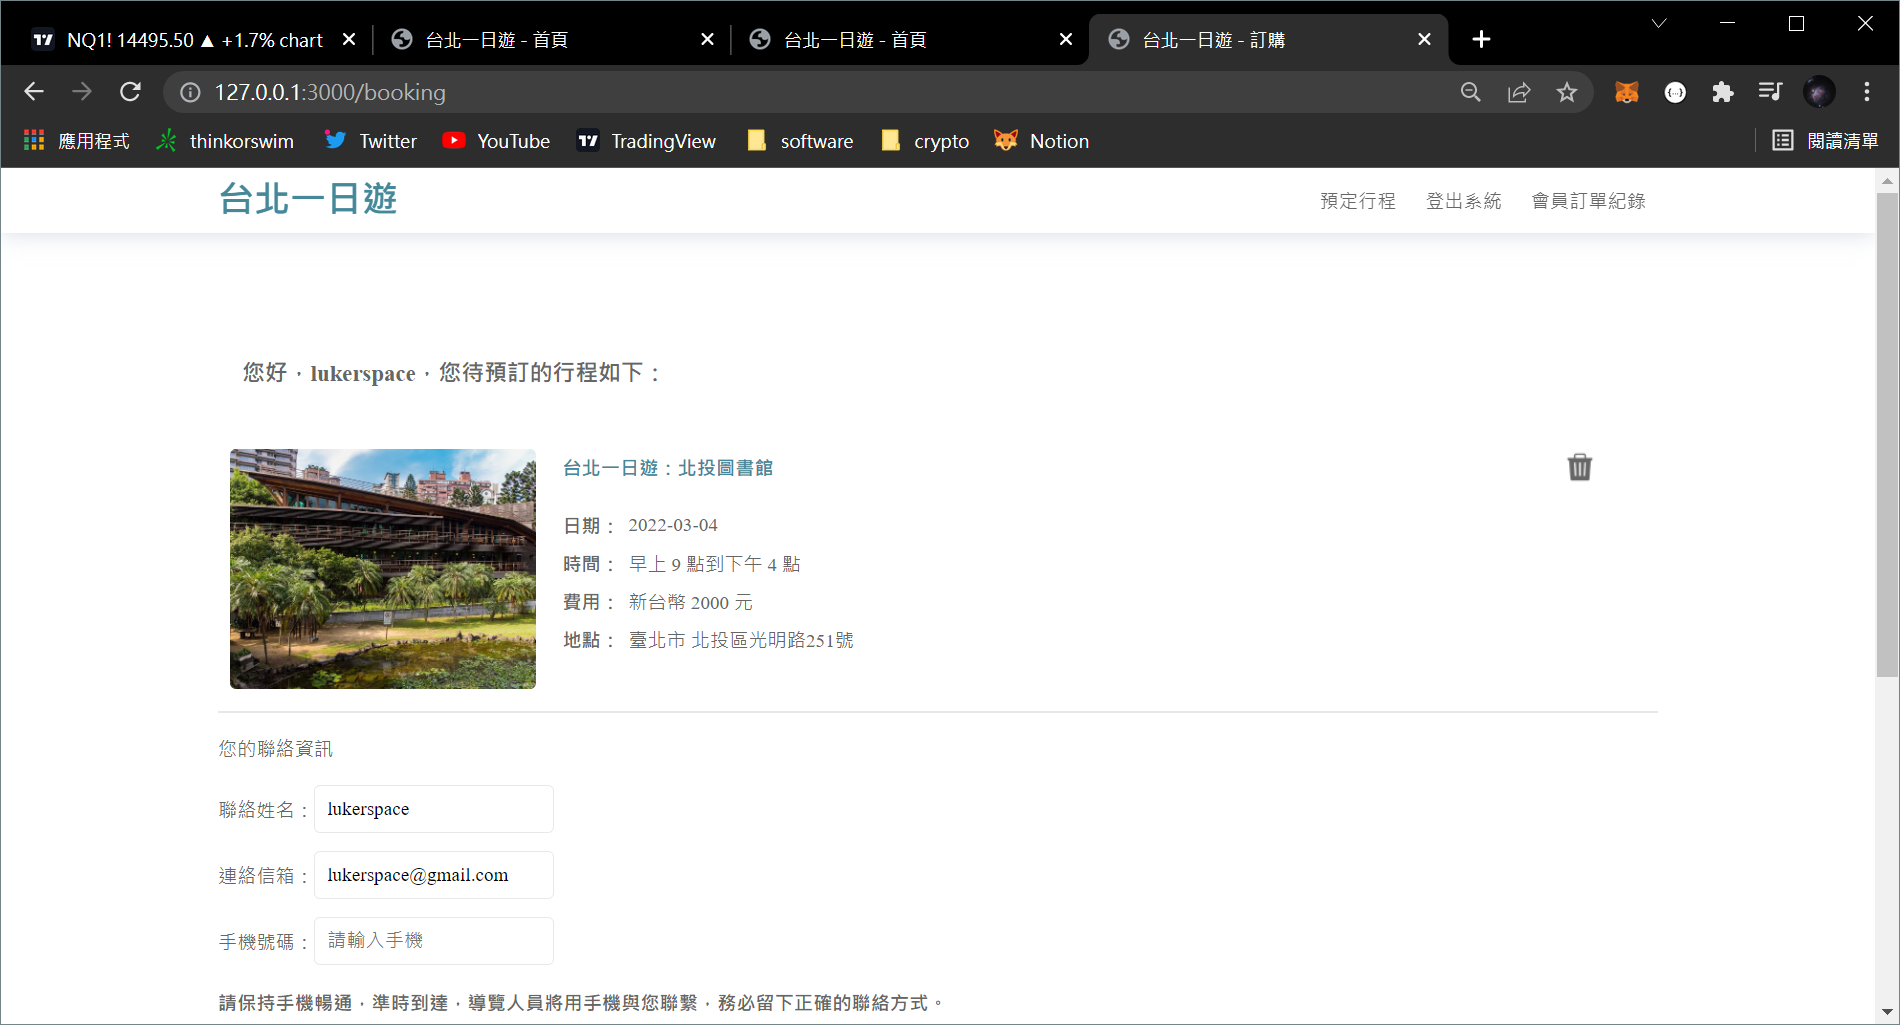 NQ1! 14495.50 ▲ +1.7% chart
台北一日遊 - 首頁
台北一日遊 - 首頁
台北一日遊 - 訂購
127.0.0.1:3000/booking
應用程式
thinkorswim
Twitter
YouTube
TradingView
software
crypto
Notion
閱讀清單
台北一日遊
預定行程
登出系統
會員訂單紀錄
您好，lukerspace，您待預訂的行程如下：
台北一日遊：北投圖書館
日期： 2022-03-04
時間： 早上 9 點到下午 4 點
費用： 新台幣 2000 元
地點： 臺北市 北投區光明路251號
您的聯絡資訊
聯絡姓名： lukerspace
連絡信箱： lukerspace@gmail.com
手機號碼： 請輸入手機
請保持手機暢通，準時到達，導覽人員將用手機與您聯繫，務必留下正確的聯絡方式。